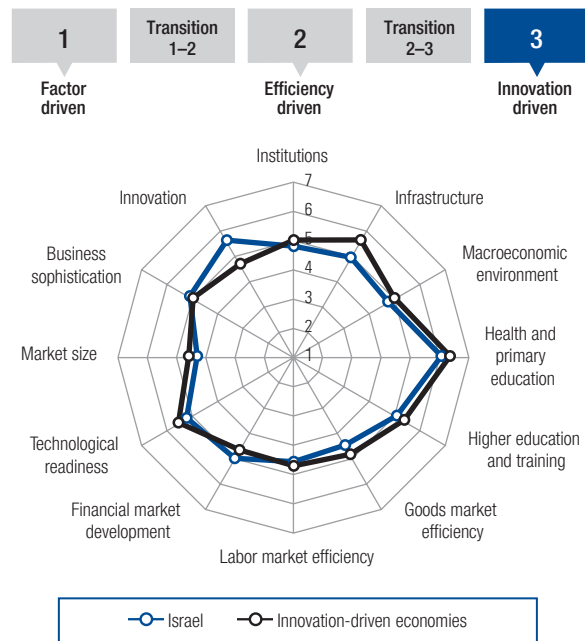 1
Transition
1–2
2
Transition
2–3
3
Factor
driven
Efficiency
driven
Innovation
driven
Institutions
Innovation
Infrastructure
Business
sophistication
Macroeconomic
environment
Market size
Health and
primary
education
Technological
readiness
Higher education
and training
Financial market
development
Goods market
efficiency
Labor market efficiency
7
6
5
4
3
2
1
Israel
Innovation-driven economies